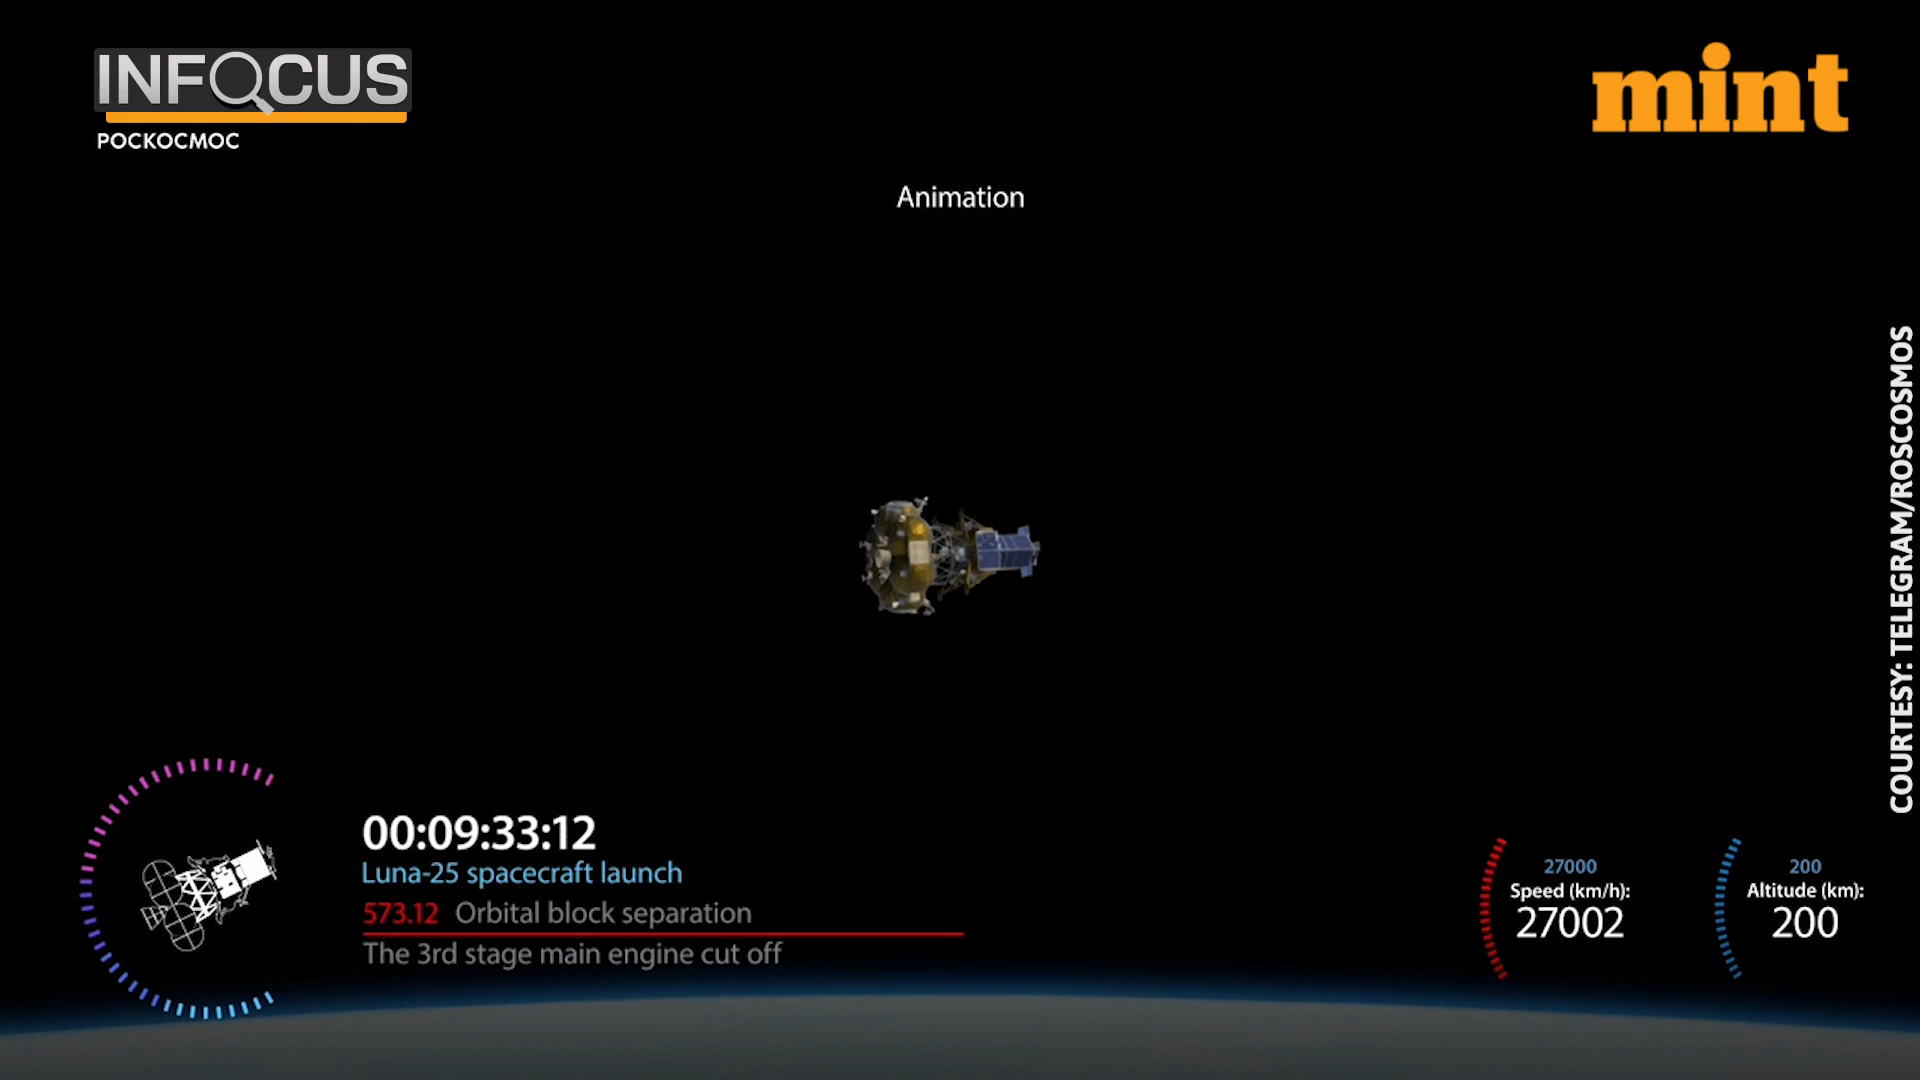 INFOCUS
РОСКОСМОС
mint
Animation
COURTESY: TELEGRAM/ROSCOSMOS
00:09:33:12
Luna-25 spacecraft launch
573.12 Orbital block separation
The 3rd stage main engine cut off
27000
Speed (km/h):
27002
200
Altitude (km):
200